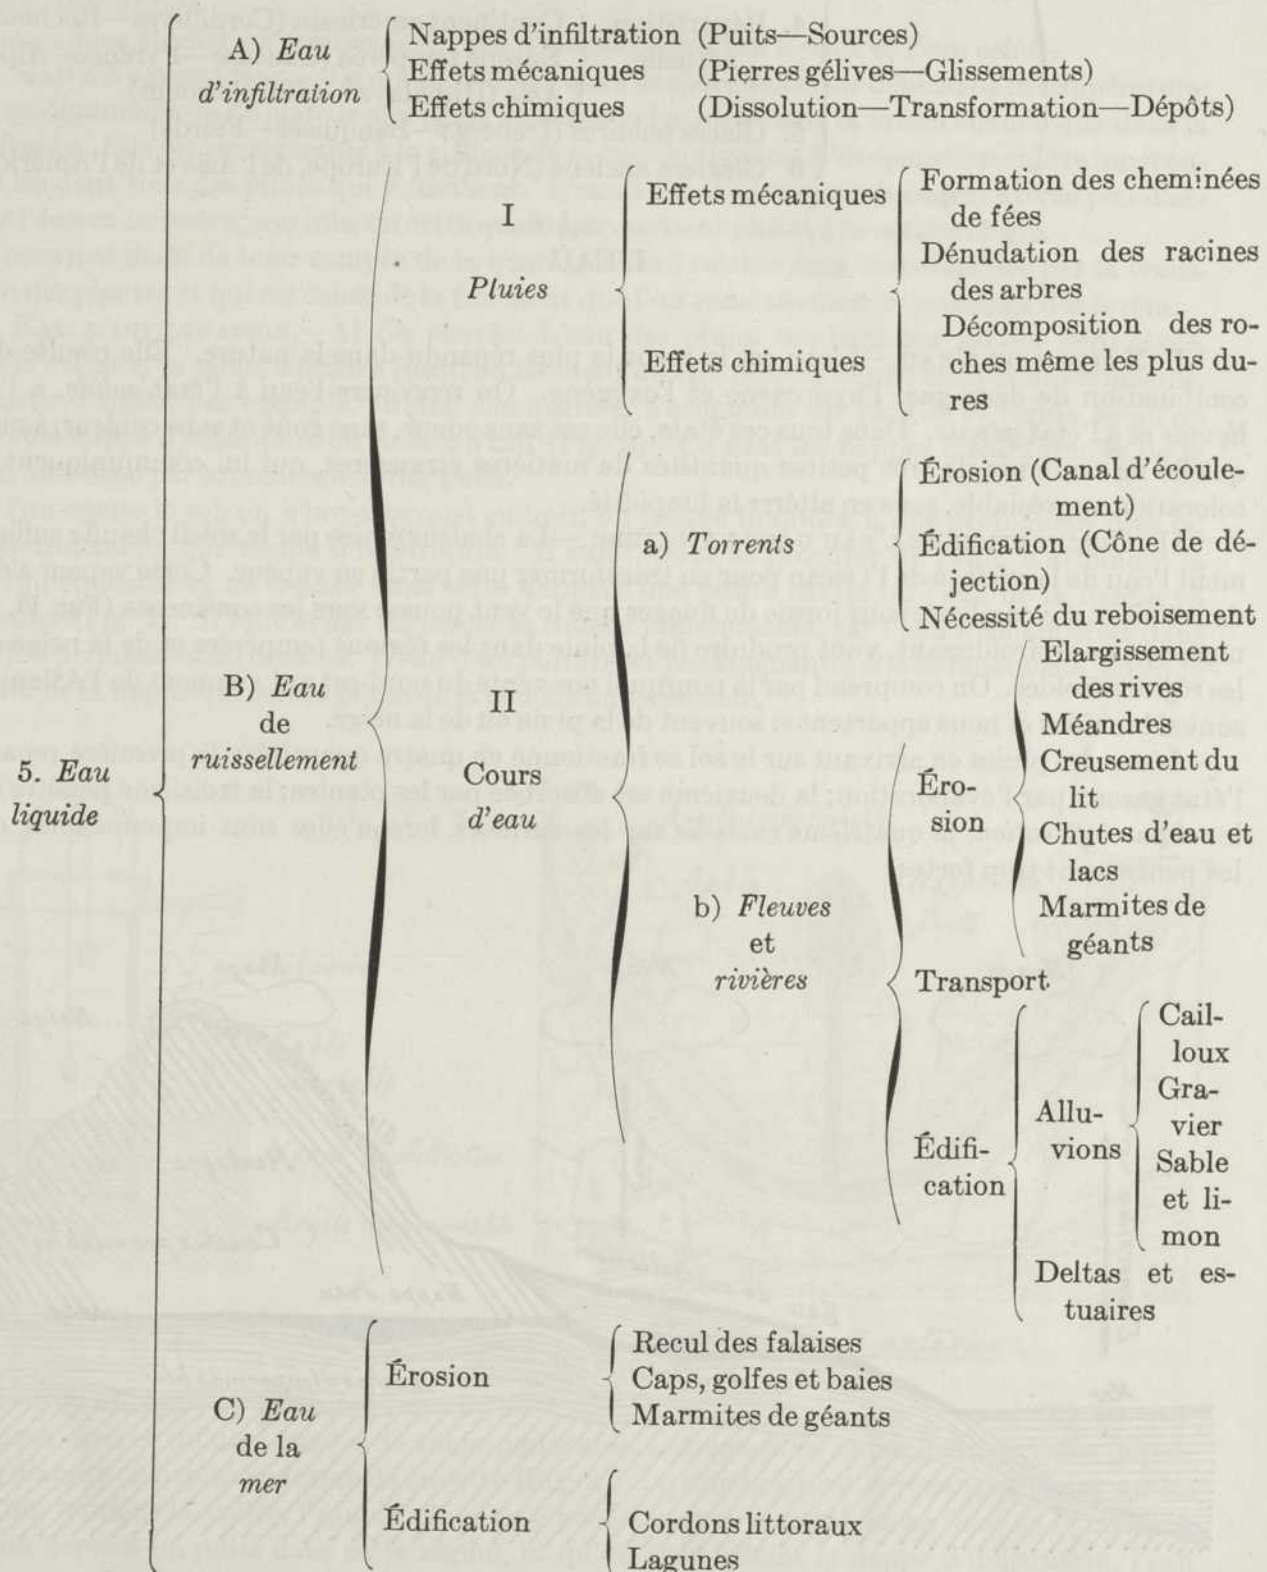 5. Eau
liquide
A) Eau
d'infiltration
Nappes d'infiltration (Puits—Sources)
Effets mécaniques (Pierres gélives—Glissements)
Effets chimiques (Dissolution—Transformation—Dépôts)
B) Eau
de
ruissellement
I
Pluies
Effets mécaniques
Effets chimiques
Formation des cheminées
de fées
Dénudation des racines
des arbres
Décomposition des ro-
ches même les plus du-
res
II
Cours
d'eau
a) Torrents
Érosion (Canal d'écoule-
ment)
Édification (Cône de dé-
jection)
Nécessité du reboisement
b) Fleuves
et
rivières
Éro-
sion
Elargissement
des rives
Méandres
Creusement du
lit
Chutes d'eau et
lacs
Marmites de
géants
Transport
Édifi-
cation
Allu-
vions
Cail-
loux
Gra-
vier
Sable
et li-
mon
Deltas et es-
tuaires
C) Eau
de la
mer
Érosion
Recul des falaises
Caps, golfes et baies
Marmites de géants
Édification
Cordons littoraux
Lagunes